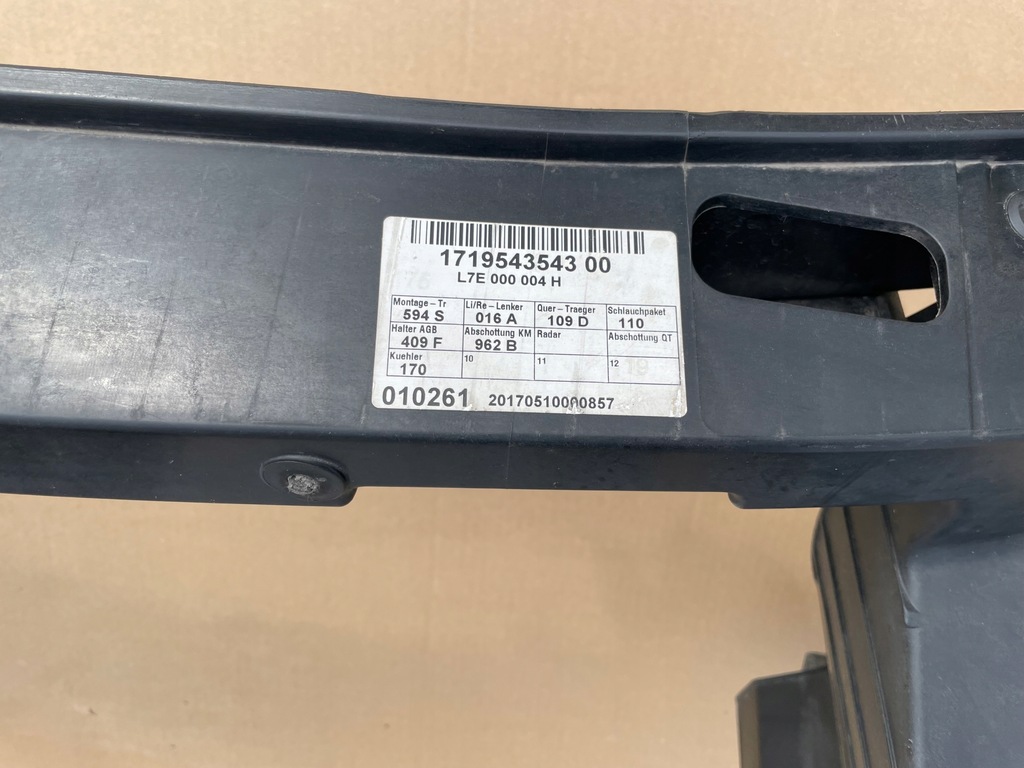 1719543543 00
L7E 000 004 H
Montage – Tr Li/Re – Lenker Quer – Traeger Schlauchpaket
594 S 016 A 109 D 110
Halter AGB Abschottung KM Radar Abschottung QT
409 F 962 B
Kuehler 10 11 12
170
010261 20170510000857